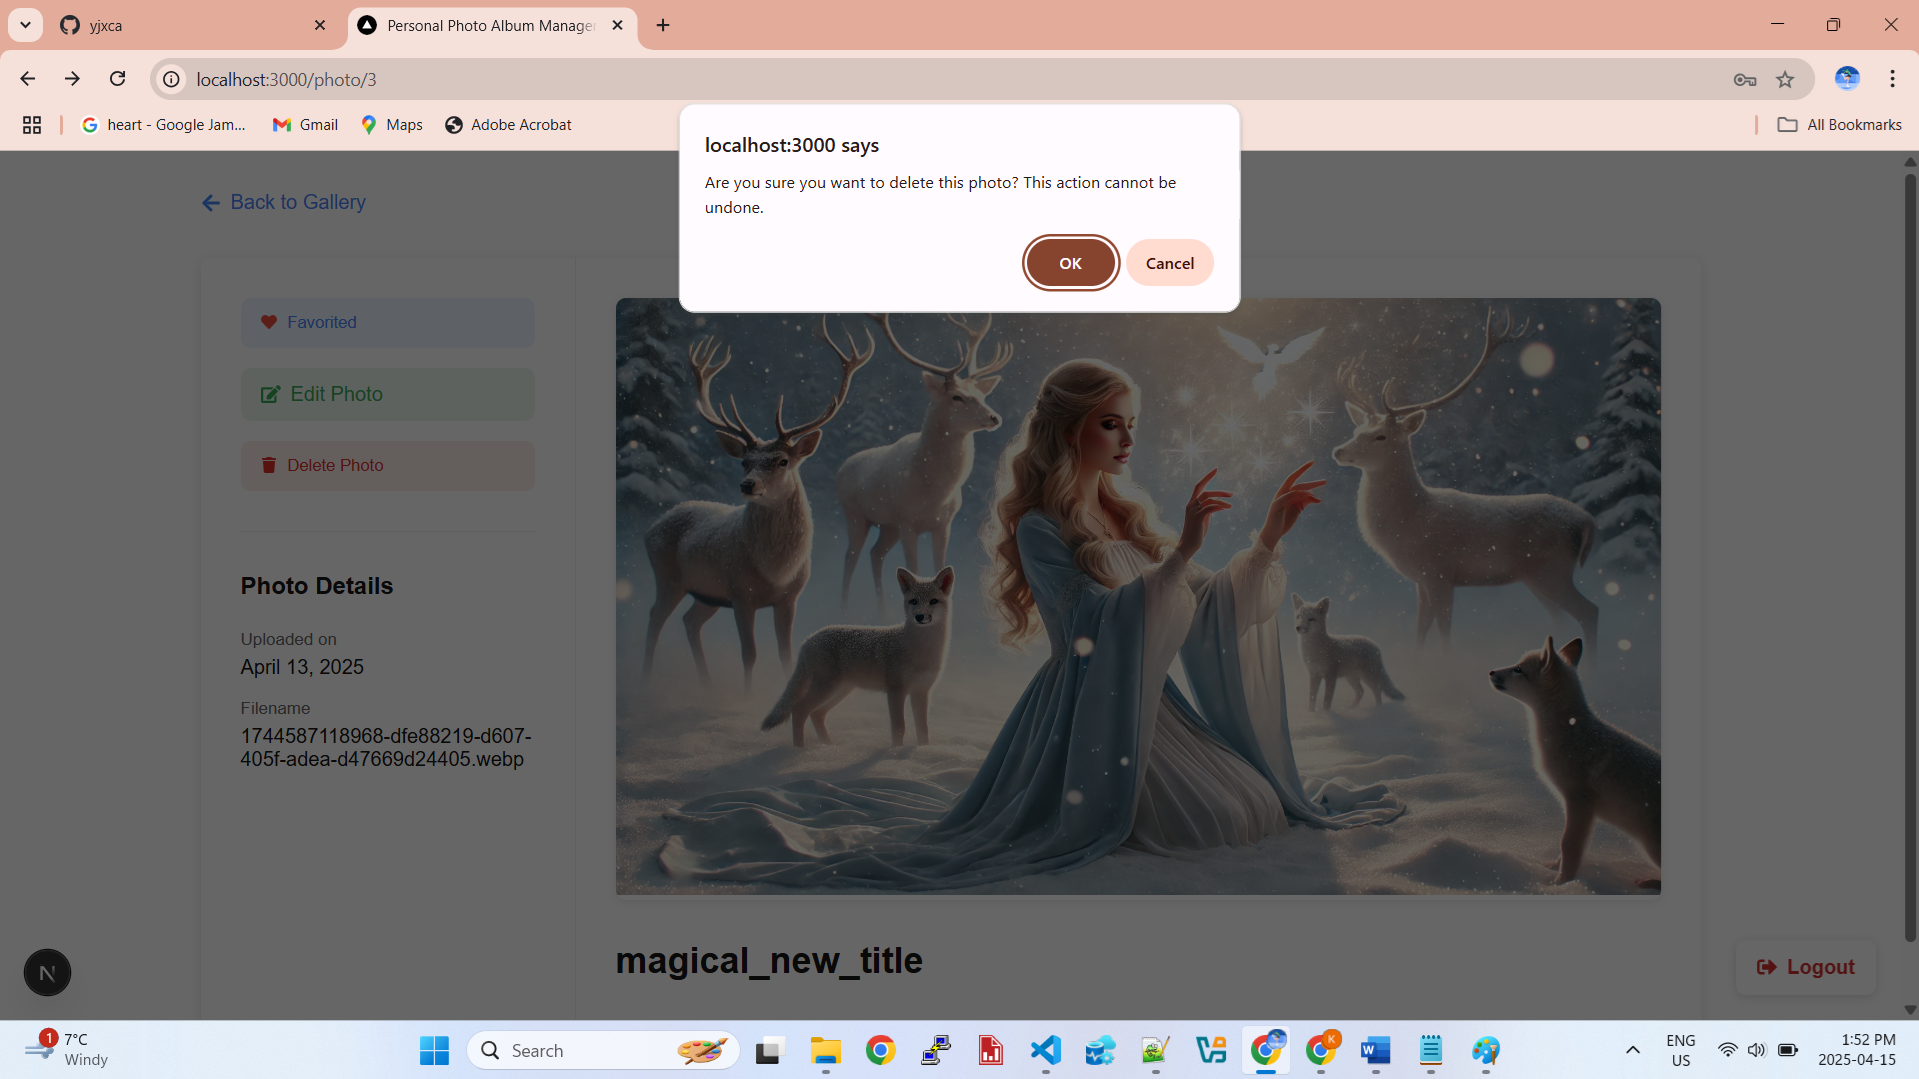 yjxca
Personal Photo Album Manage
localhost:3000/photo/3
heart - Google Jam...
Gmail
Maps
Adobe Acrobat
All Bookmarks
localhost:3000 says
Are you sure you want to delete this photo? This action cannot be
undone.
OK
Cancel
Back to Gallery
Favorited
Edit Photo
Delete Photo
Photo Details
Uploaded on
April 13, 2025
Filename
1744587118968-dfe88219-d607-
405f-adea-d47669d24405.webp
magical_new_title
N
Logout
1
7°C
Windy
Search
K
W
ENG
US
1:52 PM
2025-04-15